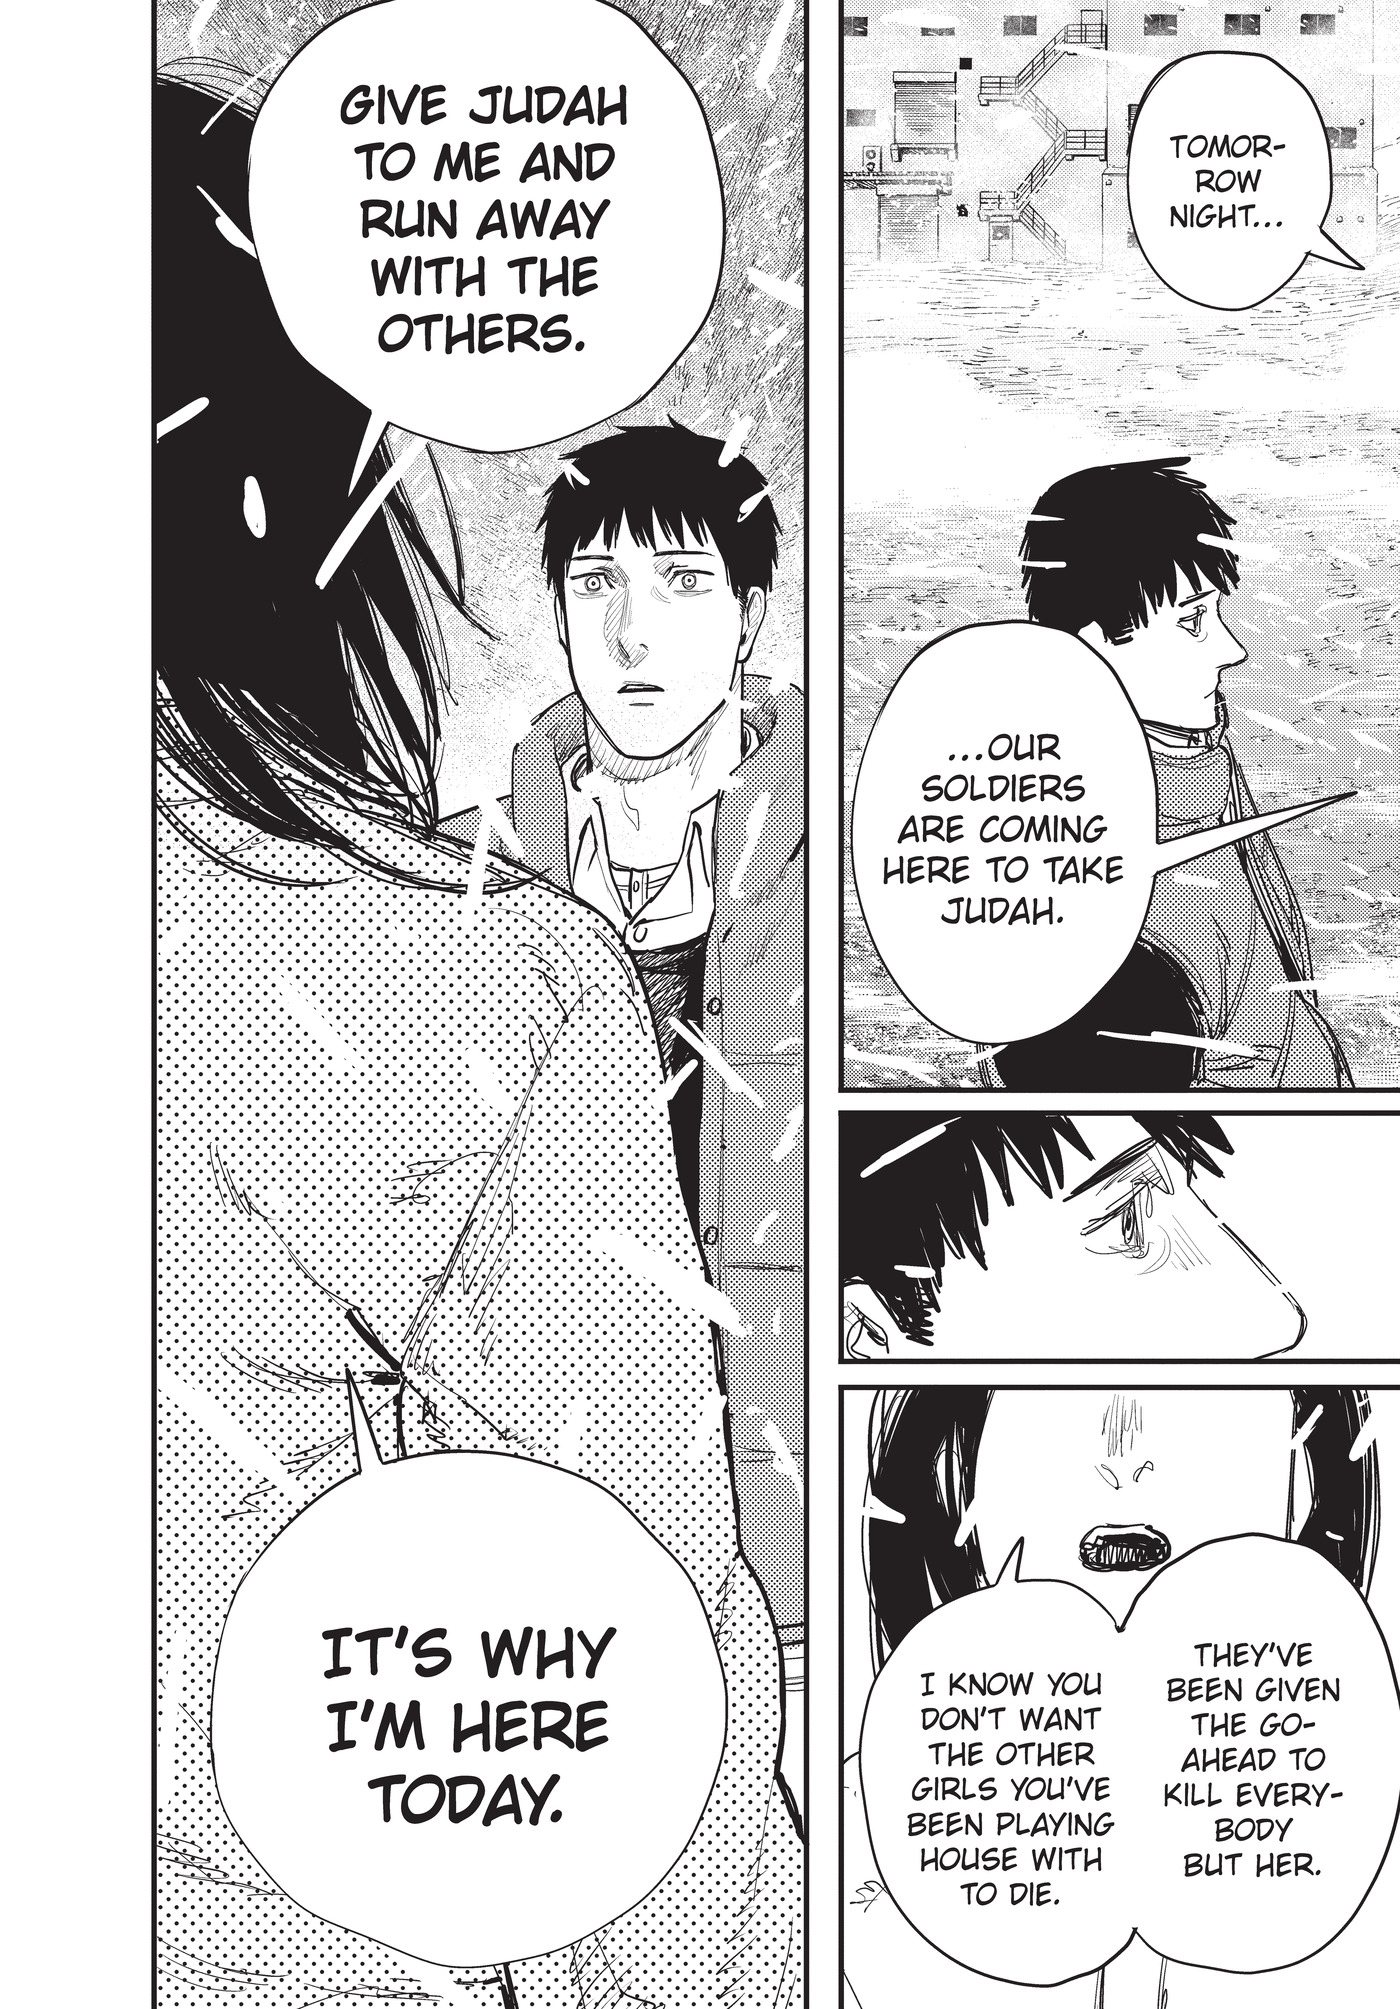 TOMOR-
ROW
NIGHT...
...OUR
SOLDIERS
ARE COMING
HERE TO TAKE
JUDAH.
THEY'VE
BEEN GIVEN
THE GO-
AHEAD TO
KILL EVERY-
BODY
BUT HER.
I KNOW YOU
DON'T WANT
THE OTHER
GIRLS YOU'VE
BEEN PLAYING
HOUSE WITH
TO DIE.
GIVE JUDAH
TO ME AND
RUN AWAY
WITH THE
OTHERS.
IT'S WHY
I'M HERE
TODAY.